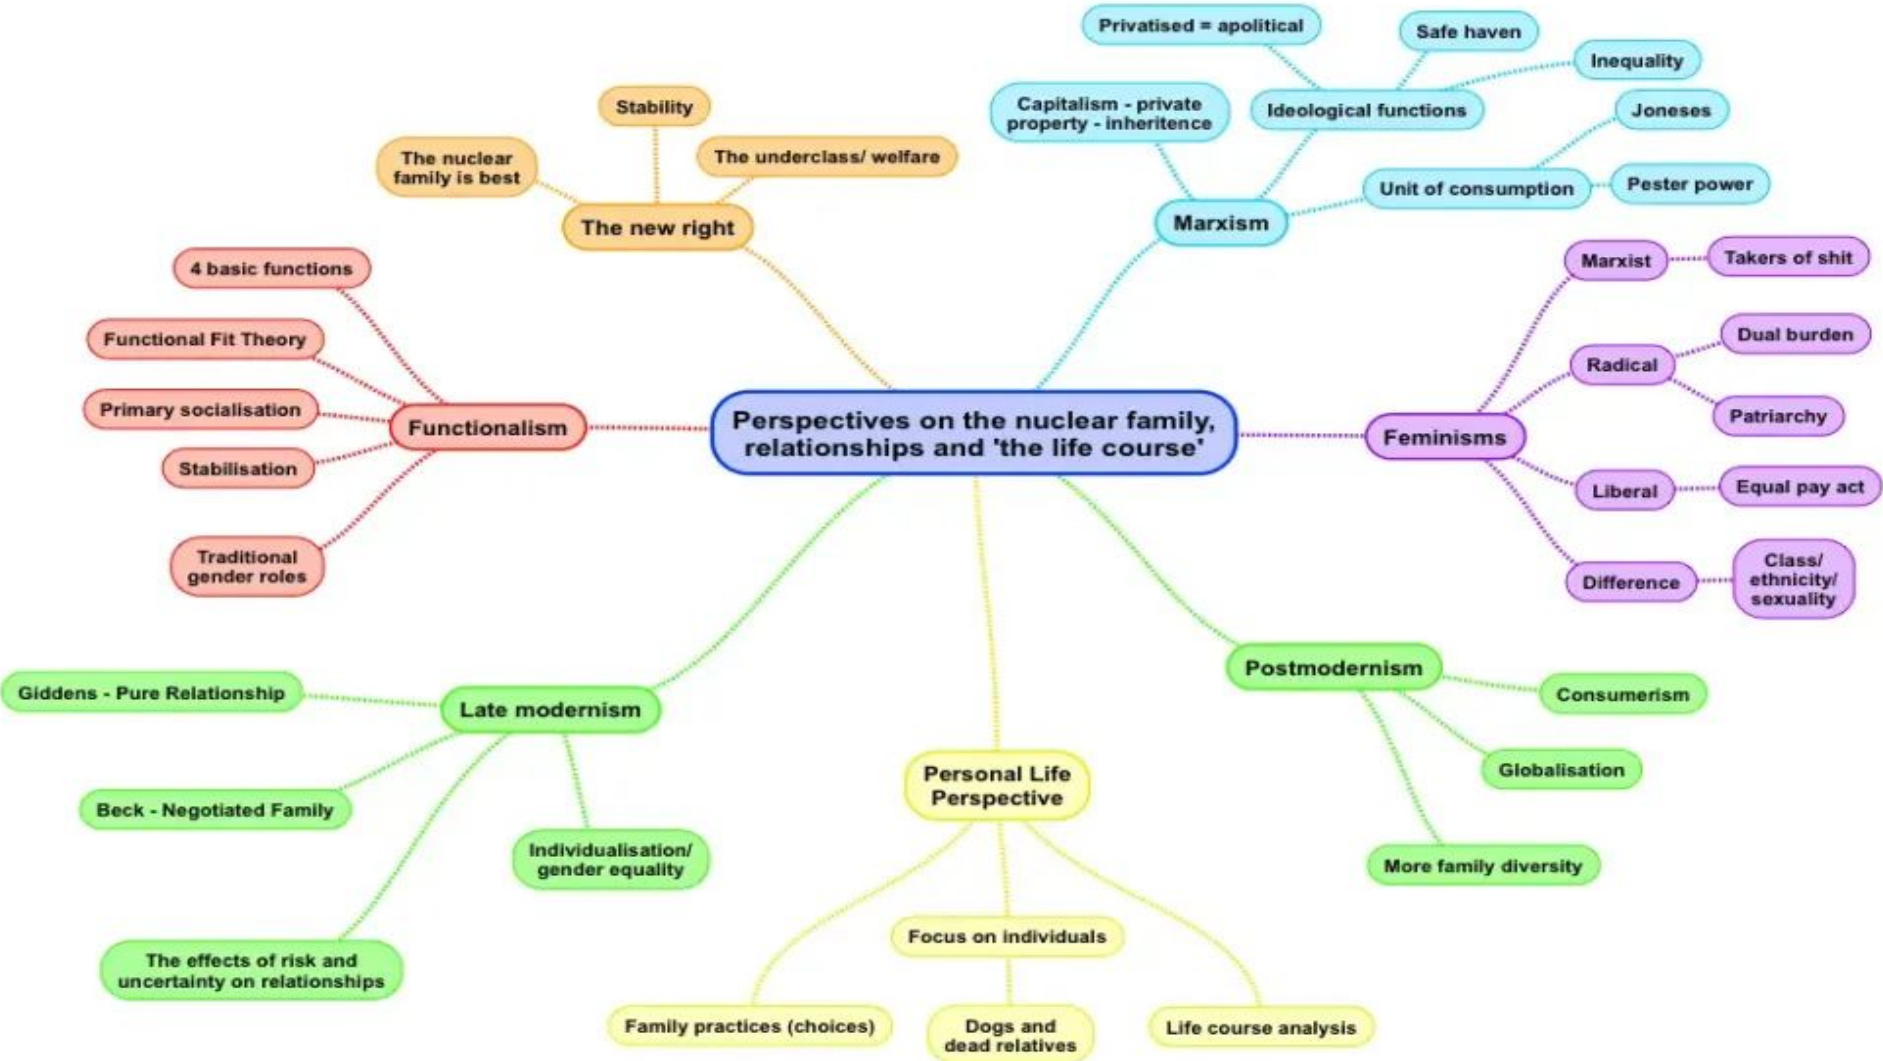 Perspectives on the nuclear family,
relationships and 'the life course'
The new right
The nuclear
family is best
Stability
The underclass/ welfare
Marxism
Capitalism - private
property - inheritence
Ideological functions
Privatised = apolitical
Safe haven
Inequality
Unit of consumption
Joneses
Pester power
Feminisms
Marxist
Takers of shit
Radical
Dual burden
Patriarchy
Liberal
Equal pay act
Difference
Class/
ethnicity/
sexuality
Postmodernism
Consumerism
Globalisation
More family diversity
Personal Life
Perspective
Family practices (choices)
Focus on individuals
Dogs and
dead relatives
Life course analysis
Late modernism
Giddens - Pure Relationship
Beck - Negotiated Family
The effects of risk and
uncertainty on relationships
Individualisation/
gender equality
Functionalism
4 basic functions
Functional Fit Theory
Primary socialisation
Stabilisation
Traditional
gender roles